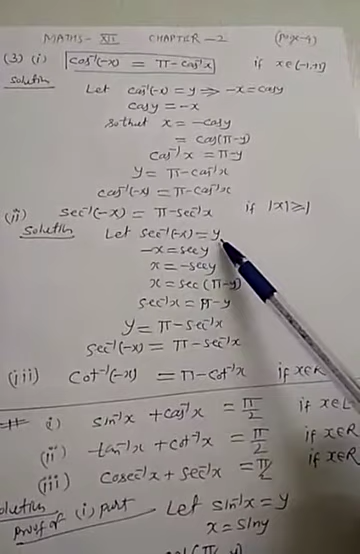 MATHS - XII CHAPTER - 2 (Page-4)
(3) (i) cos⁻¹(-x) = π - cos⁻¹x if x∈[-1,1]
Solution
Let cos⁻¹(-x) = y ⇒ -x = cosy
cosy = -x
so that x = -cosy
= cos(π-y)
cos⁻¹x = π-y
y = π - cos⁻¹x
cos⁻¹(-x) = π - cos⁻¹x
(ii) sec⁻¹(-x) = π - sec⁻¹x if |x| ≥ 1
Solution Let sec⁻¹(-x) = y
-x = secy
x = -secy
x = sec(π-y)
sec⁻¹x = π-y
y = π - sec⁻¹x
sec⁻¹(-x) = π - sec⁻¹x
(iii) cot⁻¹(-x) = π - cot⁻¹x if x∈R
# (i) sin⁻¹x + cos⁻¹x = π/2 if x∈[
(ii) tan⁻¹x + cot⁻¹x = π/2 if x∈R
(iii) cosec⁻¹x + sec⁻¹x = π/2 if x∈R
Solution
Proof of (i) part Let sin⁻¹x = y
x = siny